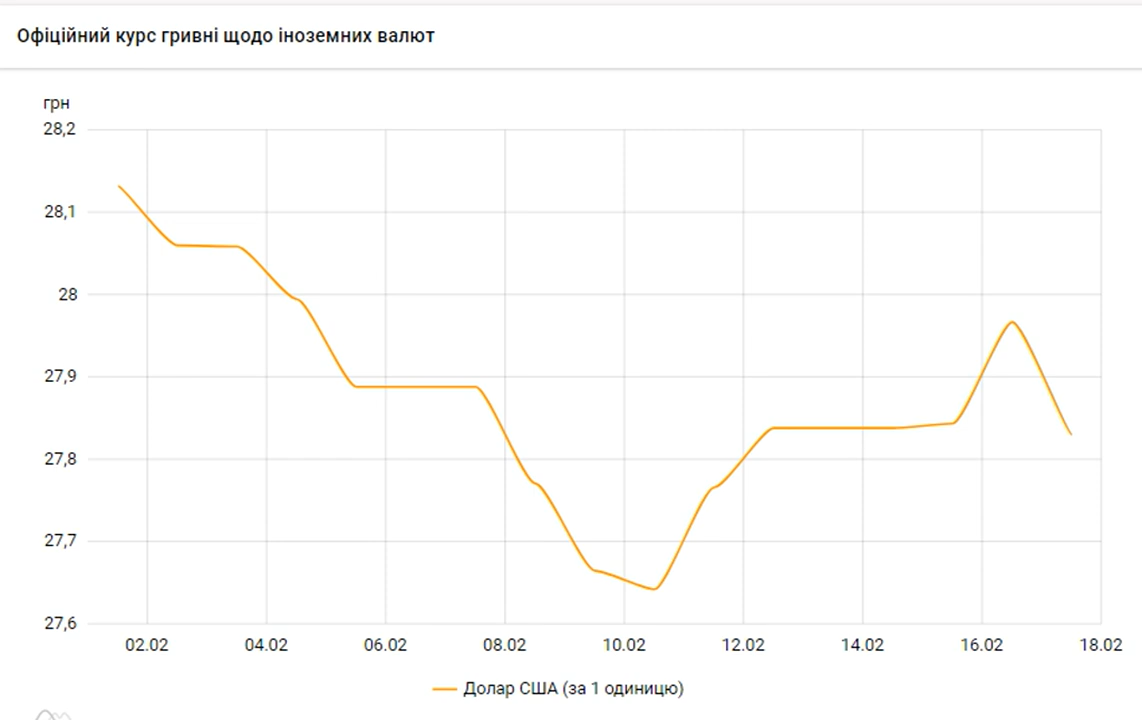 Офіційний курс гривні щодо іноземних валют
грн
28,2
28,1
28
27,9
27,8
27,7
27,6
02.02 04.02 06.02 08.02 10.02 12.02 14.02 16.02 18.02
Долар США (за 1 одиницю)